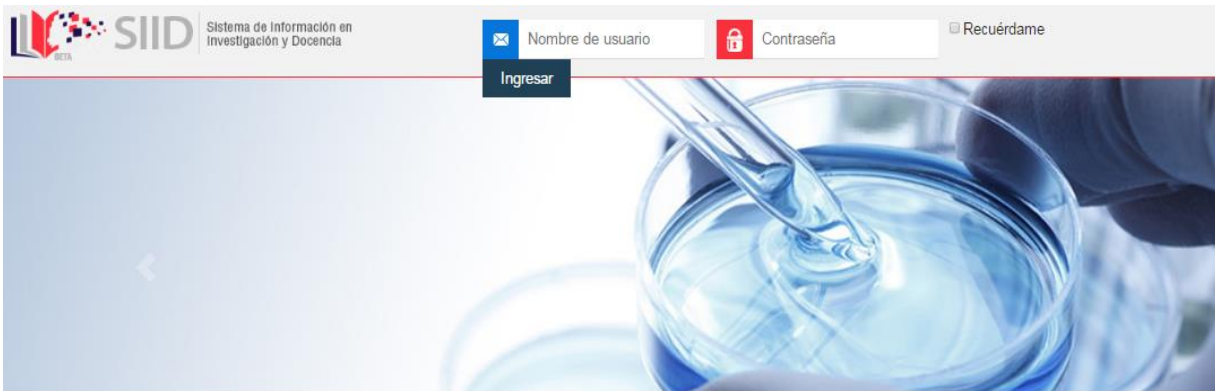 SIID
Sistema de Información en
Investigación y Docencia
BETA
Nombre de usuario
Contraseña
Recuérdame
Ingresar